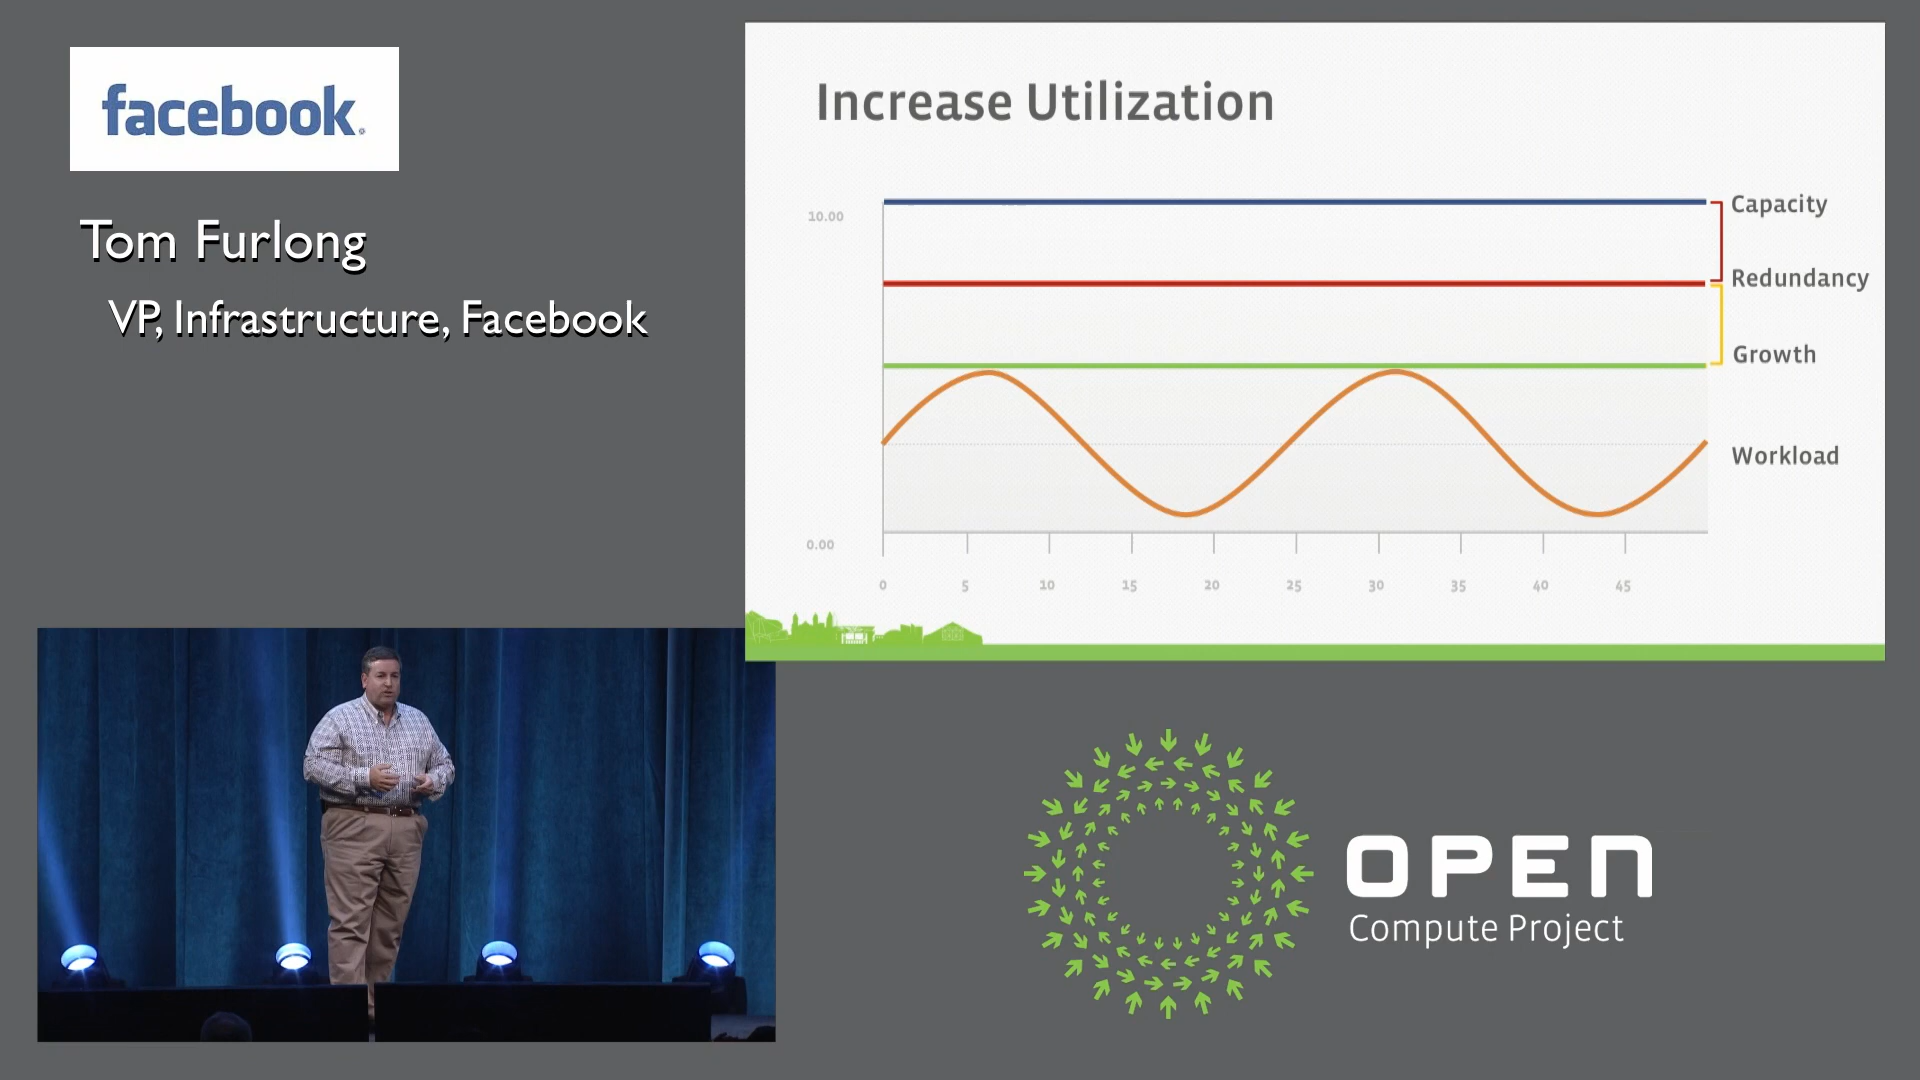 facebook.
Tom Furlong
VP, Infrastructure, Facebook
Increase Utilization
10.00
0.00
Capacity
Redundancy
Growth
Workload
0 5 10 15 20 25 30 35 40 45
OPEN
Compute Project